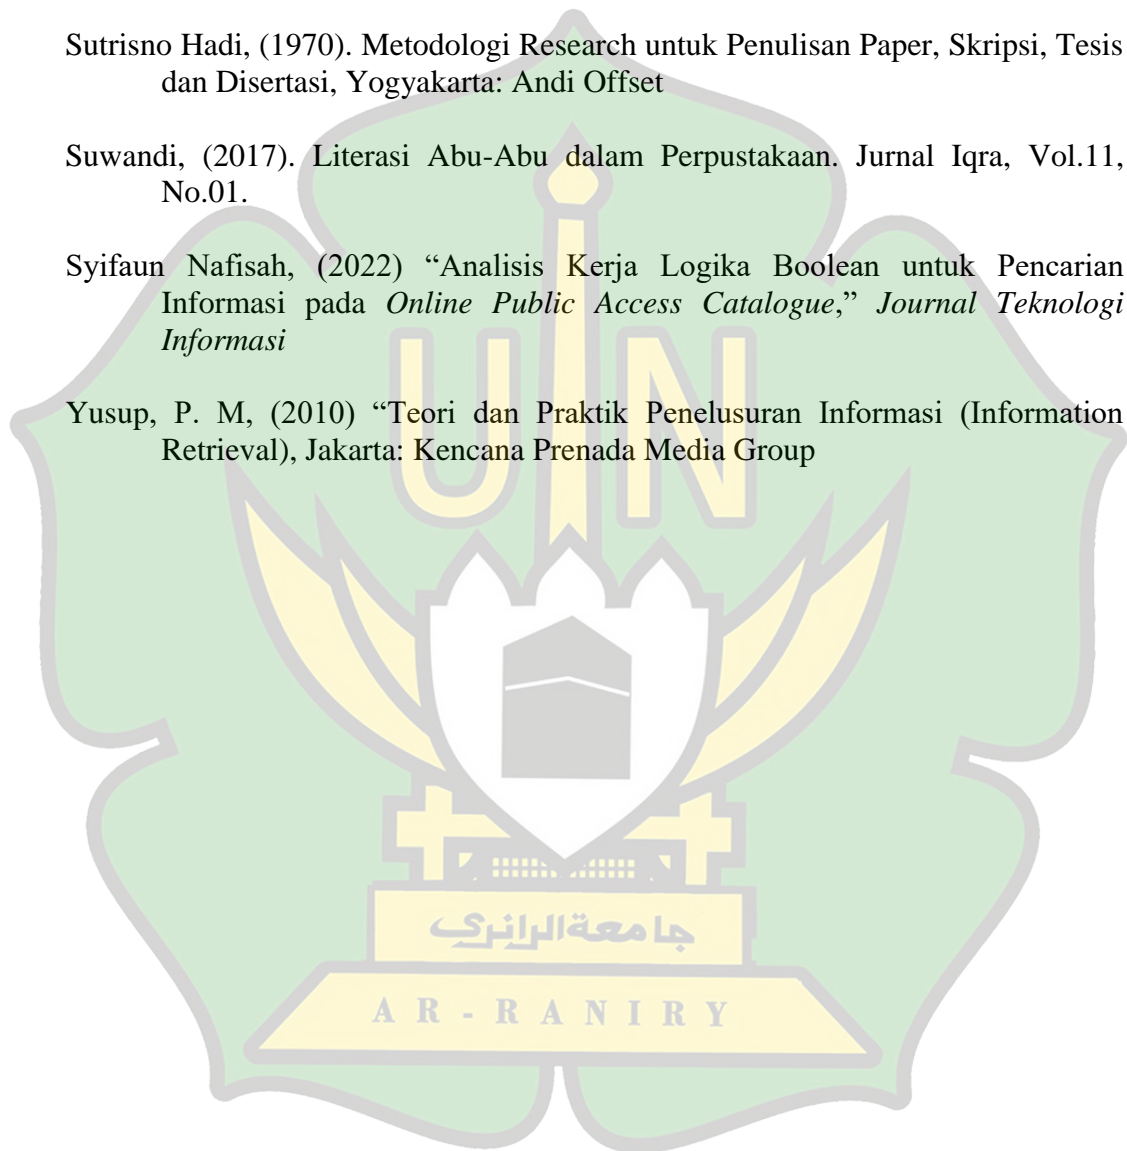 Sutrisno Hadi, (1970). Metodologi Research untuk Penulisan Paper, Skripsi, Tesis
dan Disertasi, Yogyakarta: Andi Offset
Suwandi, (2017). Literasi Abu-Abu dalam Perpustakaan. Jurnal Iqra, Vol.11,
No.01.
Syifaun Nafisah, (2022) “Analisis Kerja Logika Boolean untuk Pencarian
Informasi pada Online Public Access Catalogue,” Journal Teknologi
Informasi
Yusup, P. M, (2010) “Teori dan Praktik Penelusuran Informasi (Information
Retrieval), Jakarta: Kencana Prenada Media Group
UIN
جامعةالرانري
AR-RANIRY